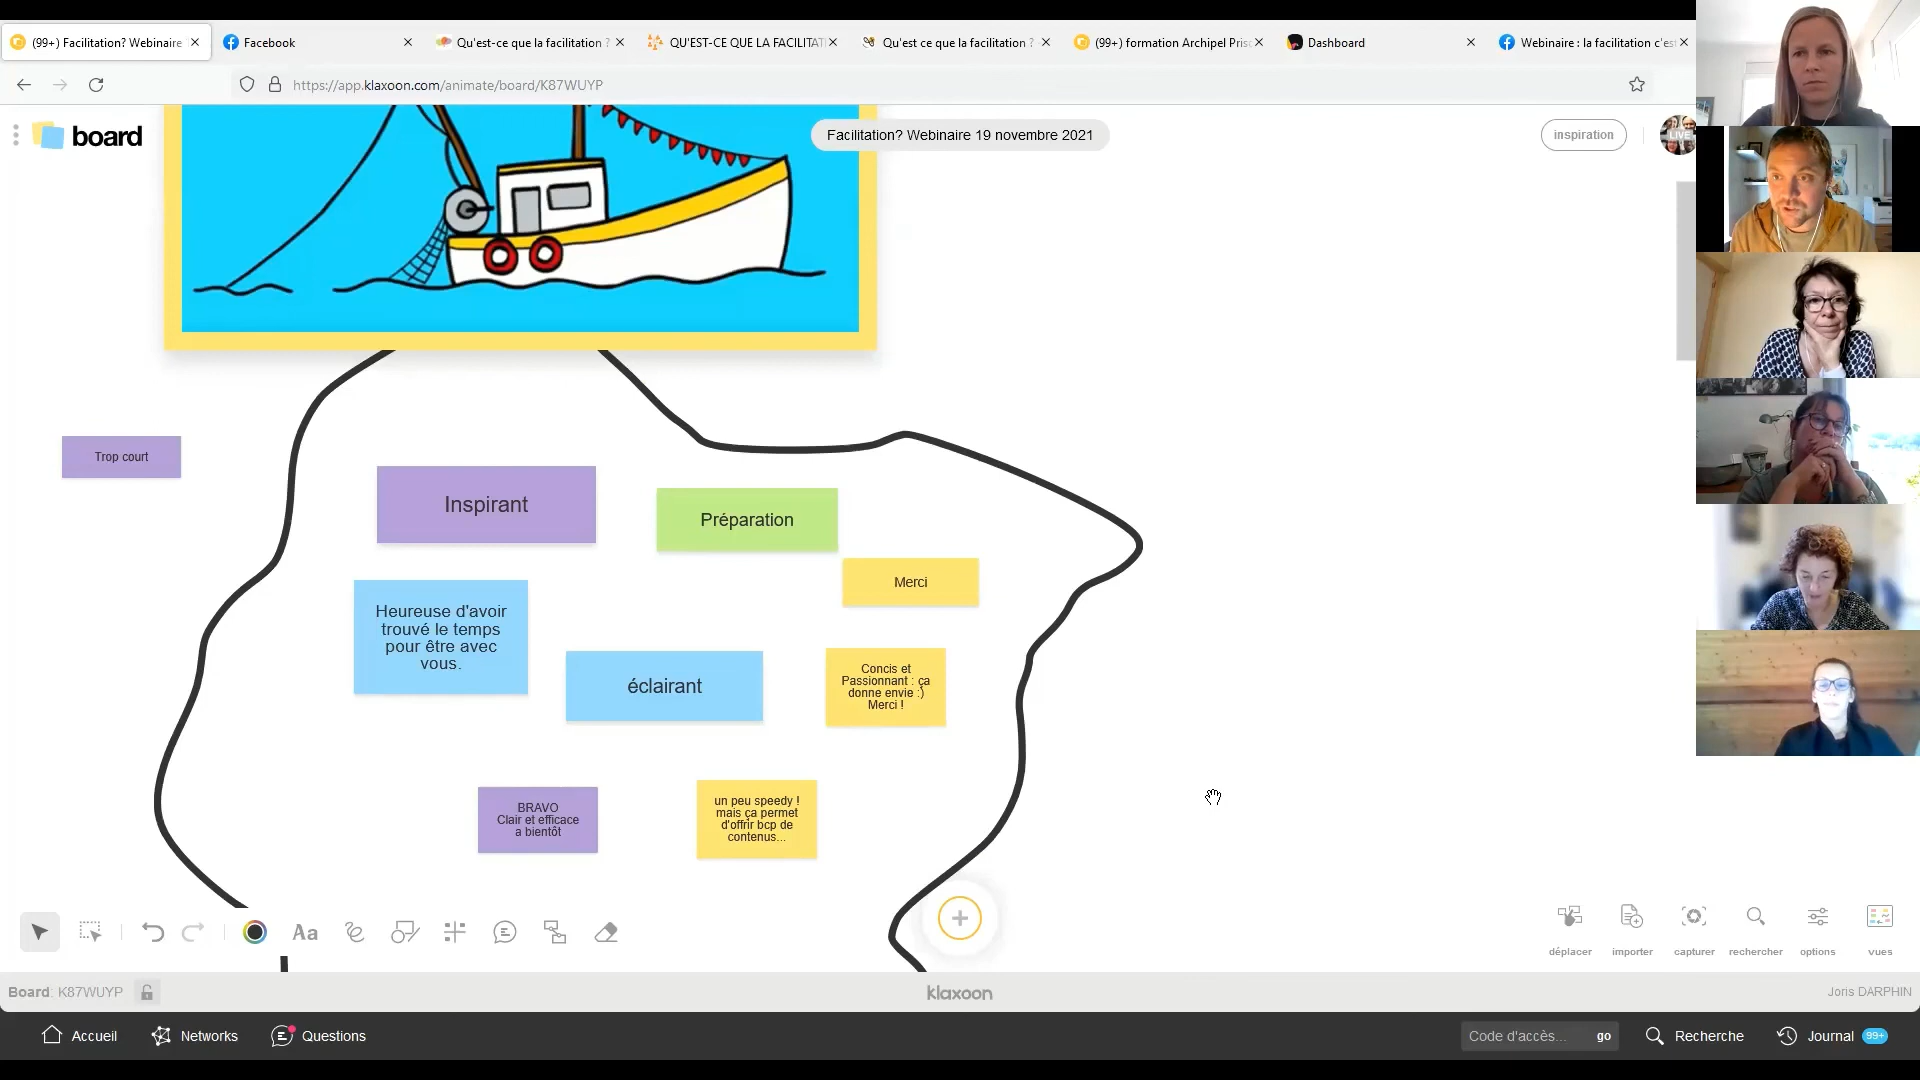 (99+) Facilitation? Webinaire
Facebook
Qu'est-ce que la facilitation ?
QU'EST-CE QUE LA FACILITATI
Qu'est ce que la facilitation ?
(99+) formation Archipel Prisc
Dashboard
Webinaire : la facilitation c'est
https://app.klaxoon.com/animate/board/K87WUYP
board
Facilitation? Webinaire 19 novembre 2021
inspiration
LIVE
Trop court
Inspirant
Préparation
Merci
Heureuse d'avoir
trouvé le temps
pour être avec
vous.
éclairant
Concis et
Passionnant : ça
donne envie :)
Merci !
BRAVO
Clair et efficace
a bientôt
un peu speedy !
mais ça permet
d'offrir bcp de
contenus...
Aa
déplacer
importer
capturer
rechercher
options
vues
Board: K87WUYP
klaxoon
Joris DARPHIN
Accueil
Networks
Questions
Code d'accès...
go
Recherche
Journal
99+